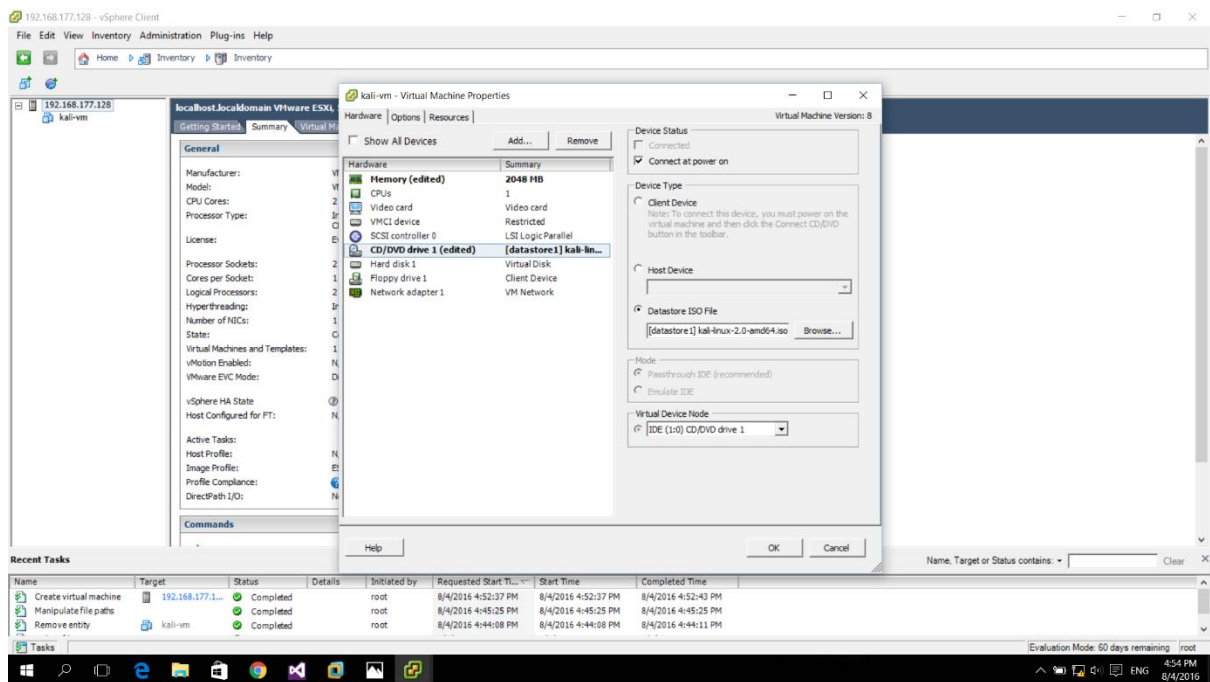 192.168.177.128 - vSphere Client
File Edit View Inventory Administration Plug-ins Help
Home Inventory Inventory
192.168.177.128
kali-vm
localhost.localdomain VMware ESXi,
Getting Started Summary Virtual M
General
Manufacturer:
Model:
CPU Cores: 2
Processor Type:
License:
Processor Sockets: 2
Cores per Socket: 1
Logical Processors: 2
Hyperthreading:
Number of NICs: 1
State:
Virtual Machines and Templates: 1
vMotion Enabled:
VMware EVC Mode:
vSphere HA State
Host Configured for FT:
Active Tasks:
Host Profile:
Image Profile:
Profile Compliance:
DirectPath I/O:
Commands
kali-vm - Virtual Machine Properties
Hardware Options Resources Virtual Machine Version: 8
Show All Devices Add... Remove
Hardware Summary
Memory (edited) 2048 MB
CPUs 1
Video card Video card
VMCI device Restricted
SCSI controller 0 LSI Logic Parallel
CD/DVD drive 1 (edited) [datastore1] kali-lin...
Hard disk 1 Virtual Disk
Floppy drive 1 Client Device
Network adapter 1 VM Network
Device Status
Connected
Connect at power on
Device Type
Client Device
Note: To connect this device, you must power on the
virtual machine and then click the Connect CD/DVD
button in the toolbar.
Host Device
Datastore ISO File
[datastore1] kali-linux-2.0-amd64.iso Browse...
Mode
Passthrough IDE (recommended)
Emulate IDE
Virtual Device Node
IDE (1:0) CD/DVD drive 1
Help OK Cancel
Recent Tasks Name, Target or Status contains: Clear
Name Target Status Details Initiated by Requested Start Ti... Start Time Completed Time
Create virtual machine 192.168.177.1... Completed root 8/4/2016 4:52:37 PM 8/4/2016 4:52:37 PM 8/4/2016 4:52:43 PM
Manipulate file paths Completed root 8/4/2016 4:45:25 PM 8/4/2016 4:45:25 PM 8/4/2016 4:45:25 PM
Remove entity kali-vm Completed root 8/4/2016 4:44:08 PM 8/4/2016 4:44:08 PM 8/4/2016 4:44:11 PM
Tasks Evaluation Mode: 60 days remaining root
ENG 4:54 PM
8/4/2016